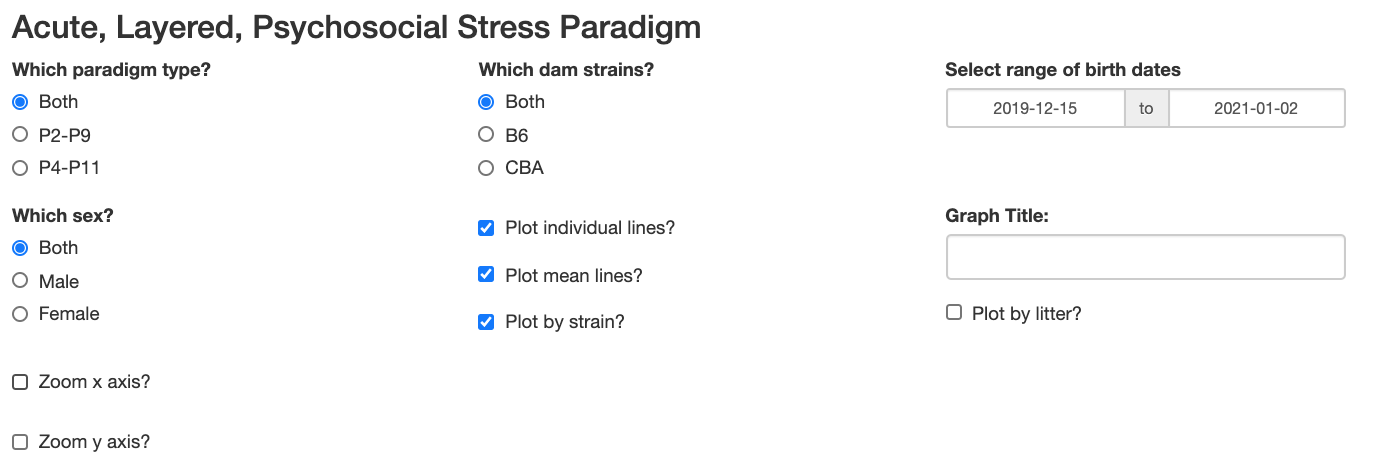 Acute, Layered, Psychosocial Stress Paradigm
Which paradigm type?
Both
P2-P9
P4-P11
Which dam strains?
Both
B6
CBA
Select range of birth dates
2019-12-15 to 2021-01-02
Which sex?
Both
Male
Female
Plot individual lines?
Plot mean lines?
Plot by strain?
Graph Title:
Plot by litter?
Zoom x axis?
Zoom y axis?